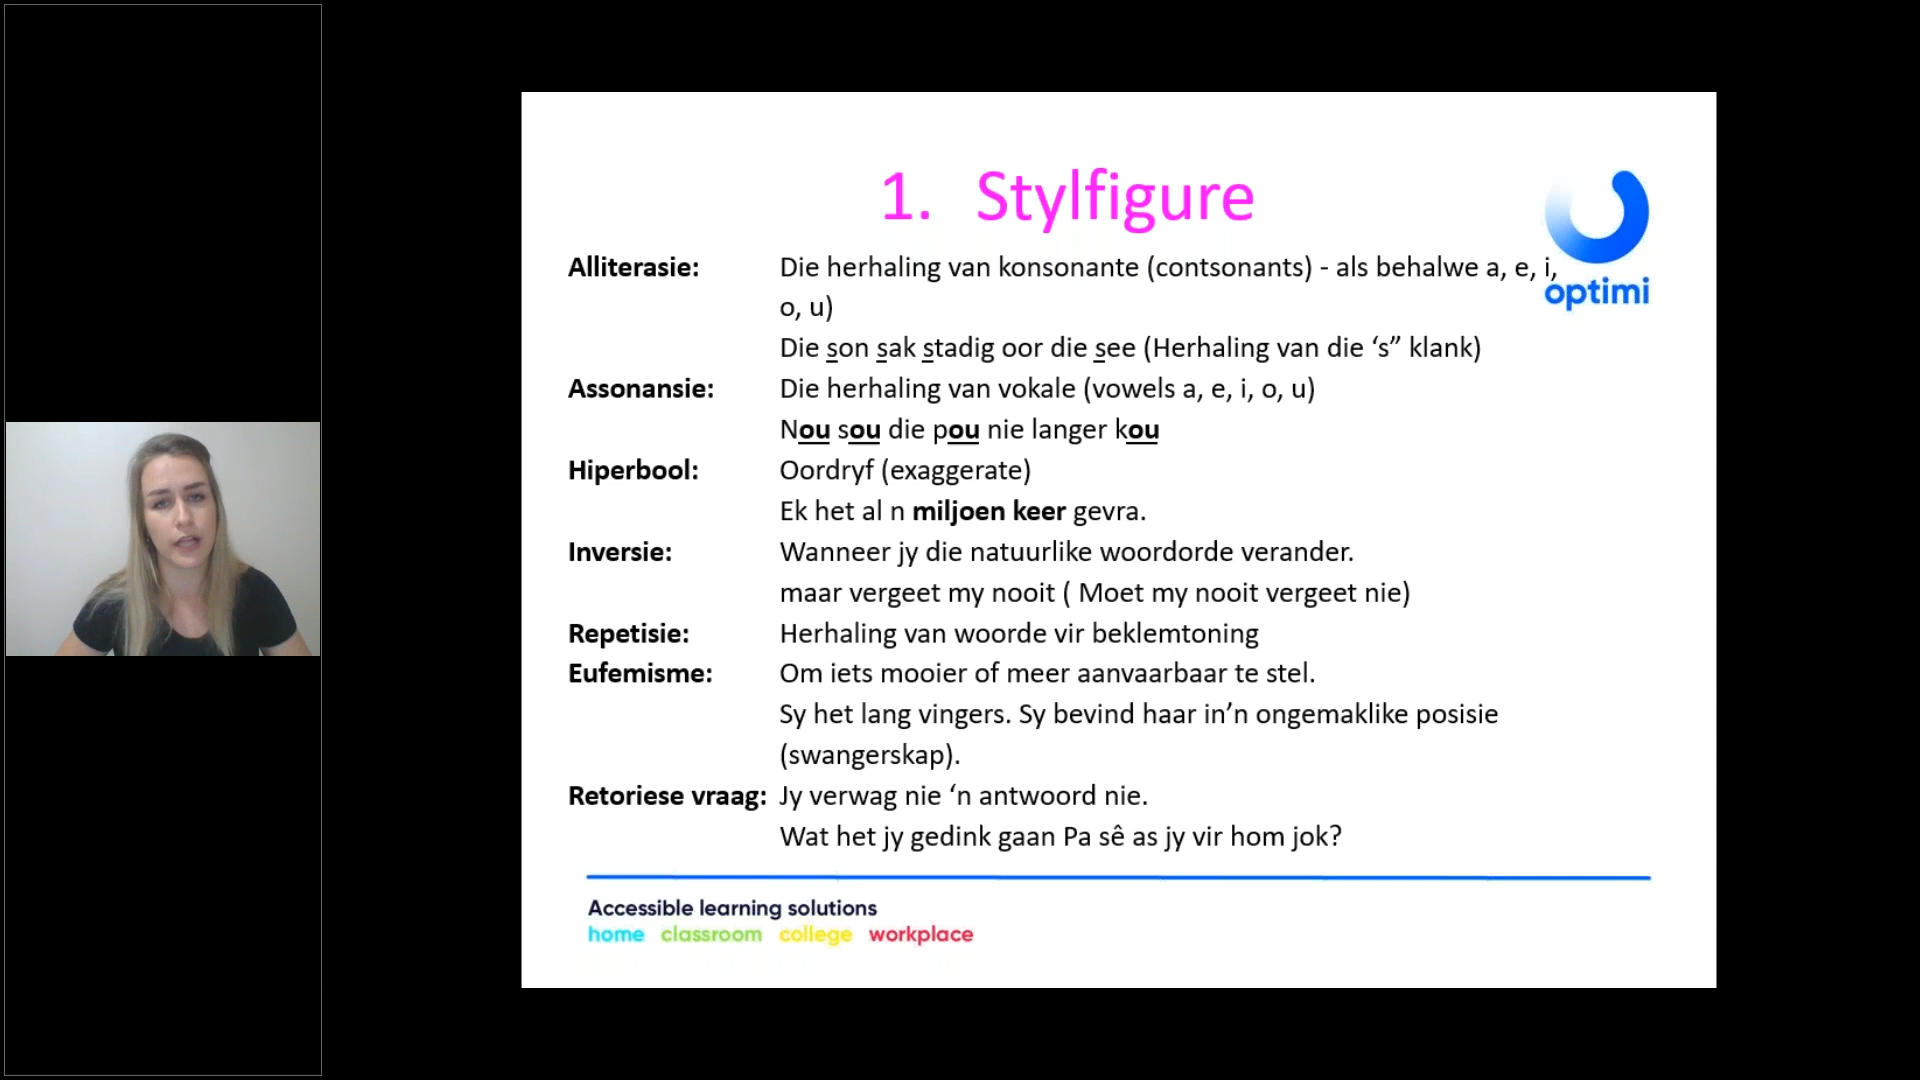 1. Stylfigure
optimi
Alliterasie: Die herhaling van konsonante (contsonants) - als behalwe a, e, i,
o, u)
Die son sak stadig oor die see (Herhaling van die ‘s” klank)
Assonansie: Die herhaling van vokale (vowels a, e, i, o, u)
Nou sou die pou nie langer kou
Hiperbool: Oordryf (exaggerate)
Ek het al n miljoen keer gevra.
Inversie: Wanneer jy die natuurlike woordorde verander.
maar vergeet my nooit ( Moet my nooit vergeet nie)
Repetisie: Herhaling van woorde vir beklemtoning
Eufemisme: Om iets mooier of meer aanvaarbaar te stel.
Sy het lang vingers. Sy bevind haar in’n ongemaklike posisie
(swangerskap).
Retoriese vraag: Jy verwag nie ‘n antwoord nie.
Wat het jy gedink gaan Pa sê as jy vir hom jok?
Accessible learning solutions
home classroom college workplace